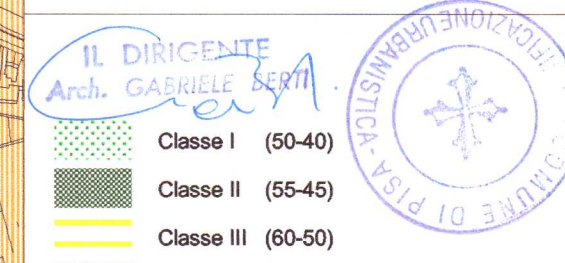 IL DIRIGENTE
Arch. GABRIELE BERTI
Classe I (50-40)
Classe II (55-45)
Classe III (60-50)
COMUNE DI PISA - A
IFICAZIONE URBANISTICA